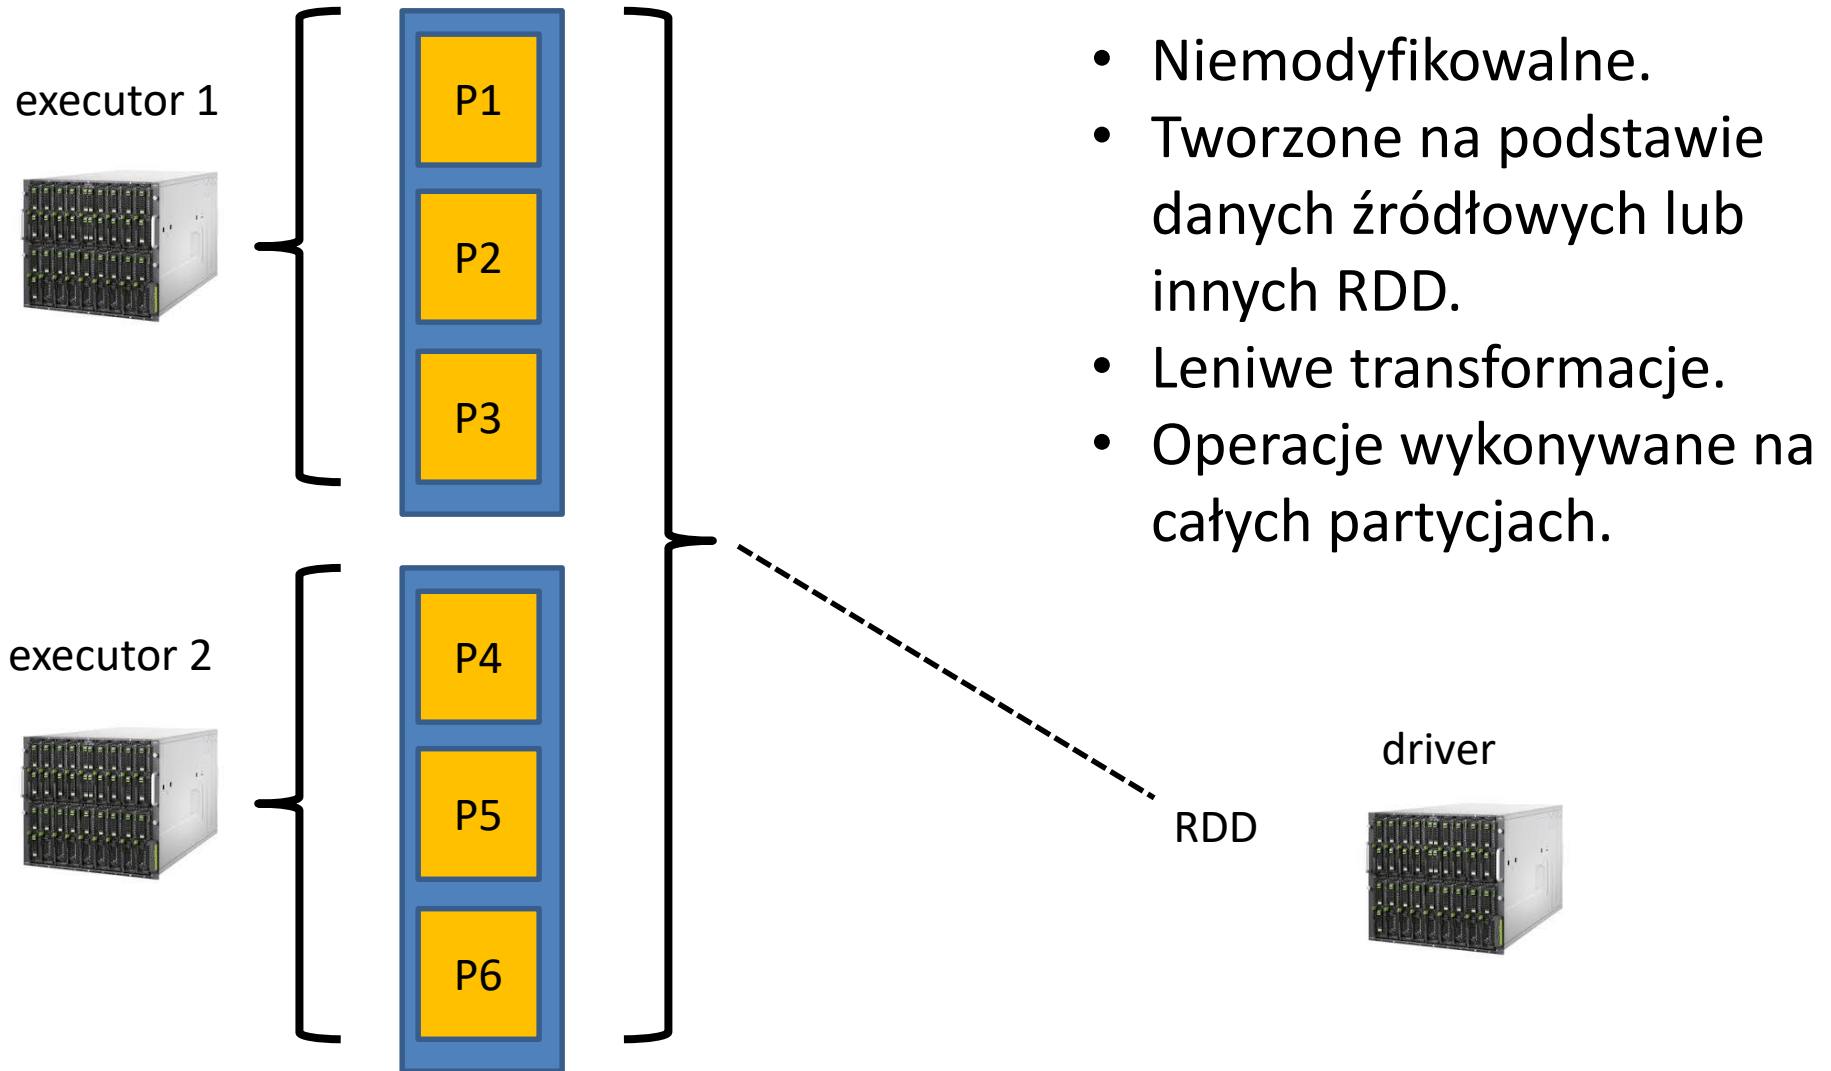 executor 1
P1
P2
P3
executor 2
P4
P5
P6
• Niemodyfikowalne.
• Tworzone na podstawie
danych źródłowych lub
innych RDD.
• Leniwe transformacje.
• Operacje wykonywane na
całych partycjach.
driver
RDD